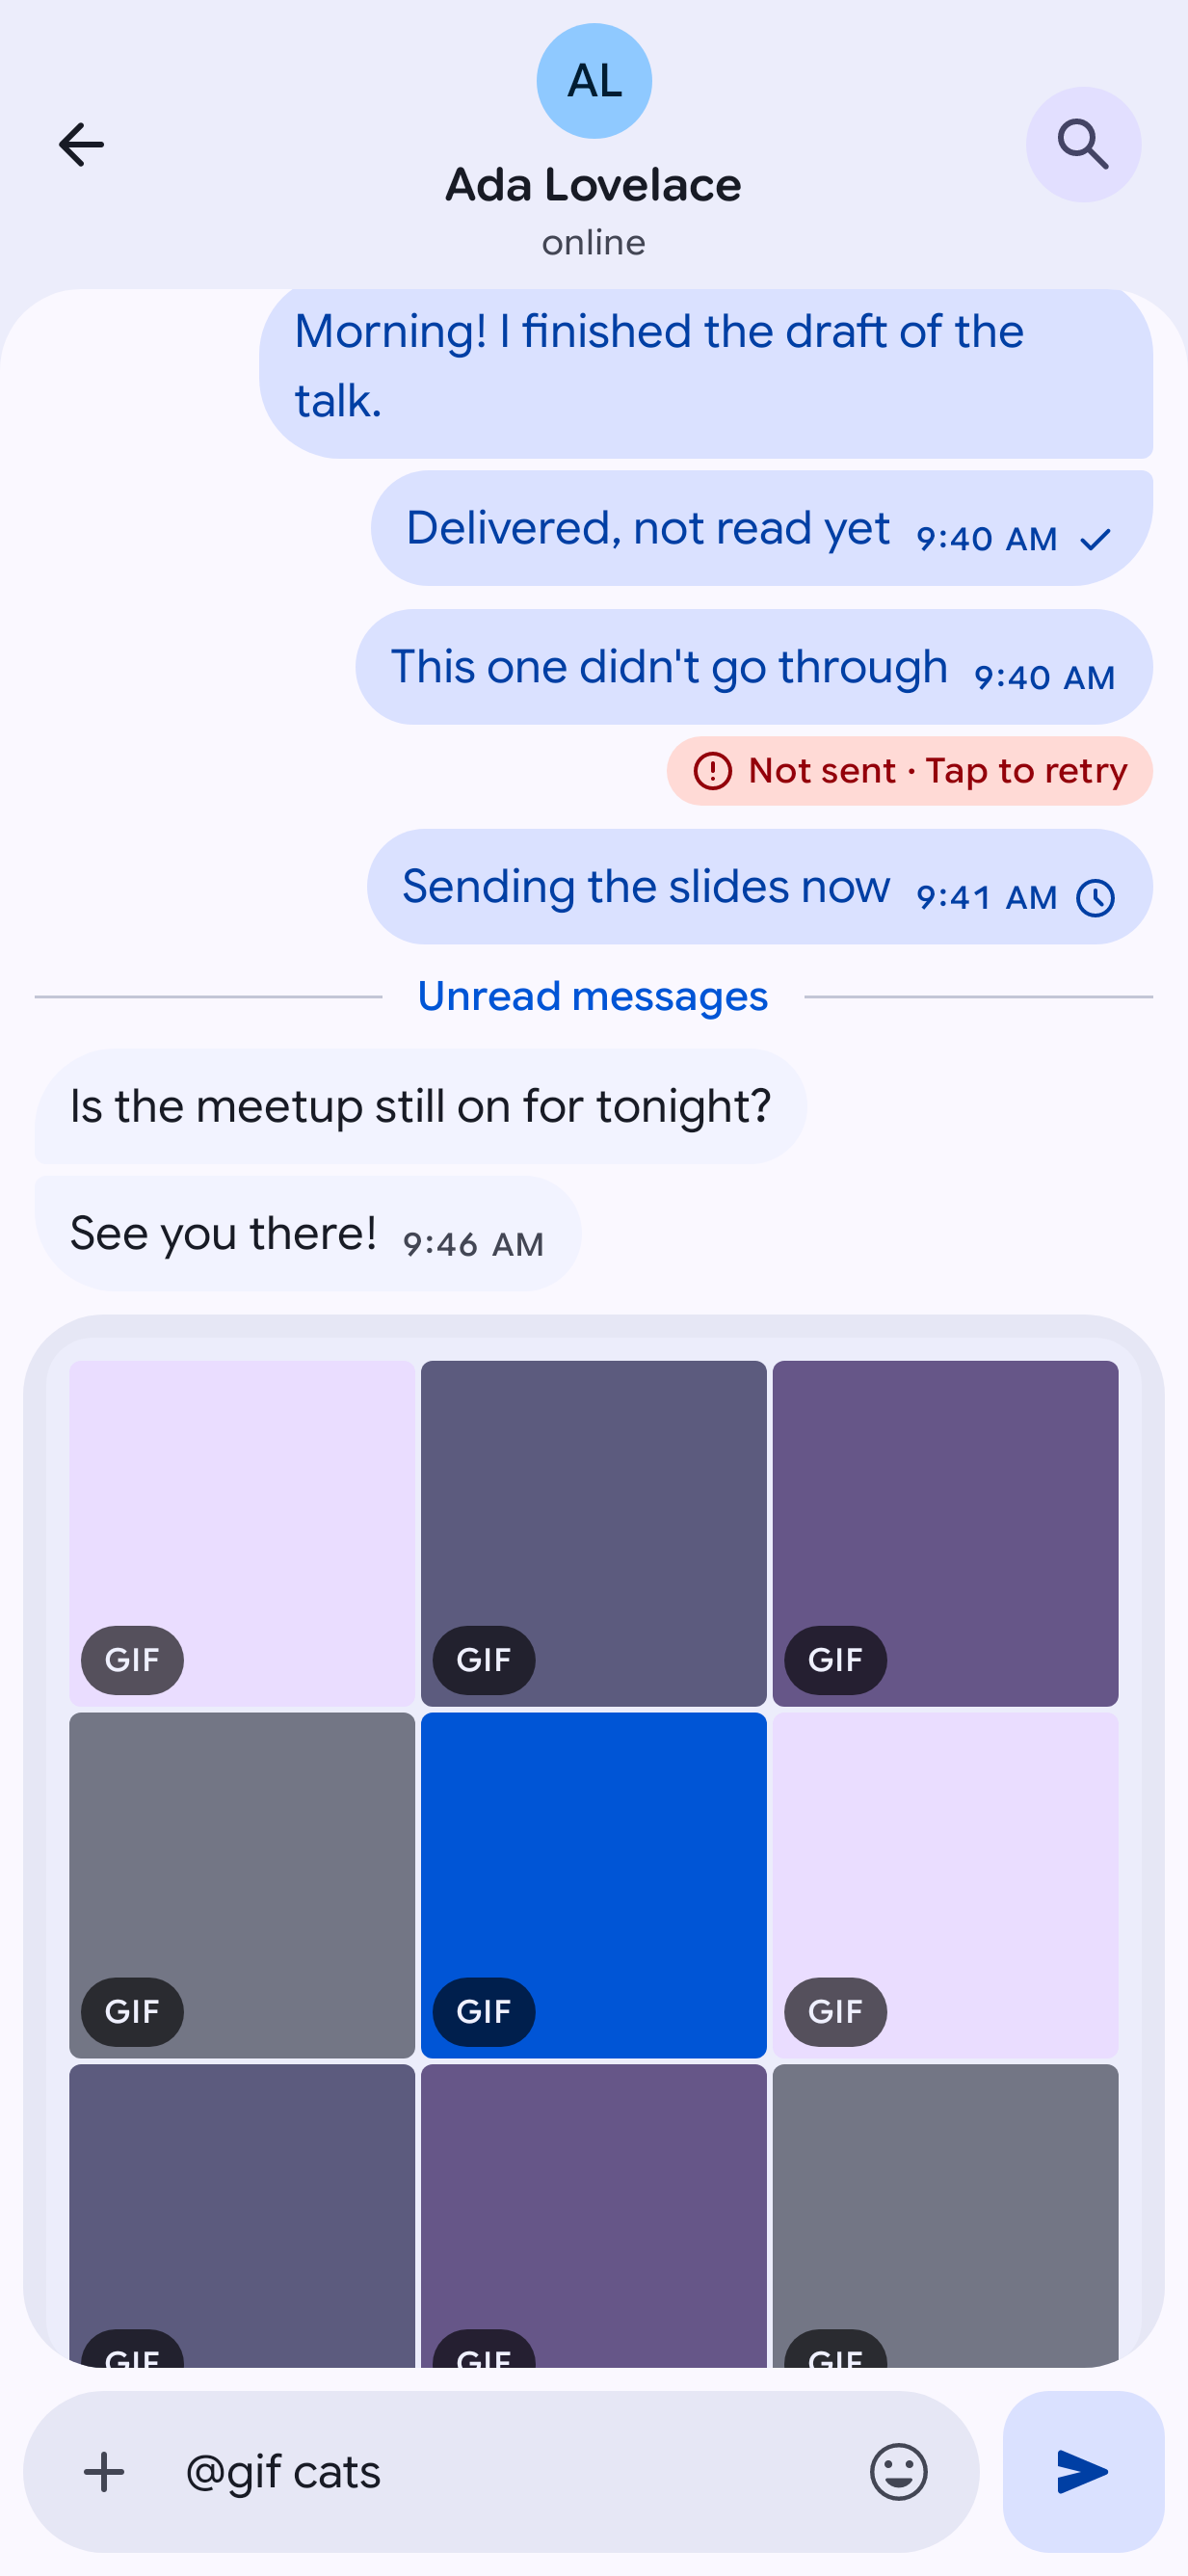 AL
Ada Lovelace
online
Morning! I finished the draft of the
talk.
Delivered, not read yet 9:40 AM
This one didn't go through 9:40 AM
Not sent · Tap to retry
Sending the slides now 9:41 AM
Unread messages
Is the meetup still on for tonight?
See you there! 9:46 AM
GIF GIF GIF
GIF GIF GIF
GIF GIF GIF
@gif cats